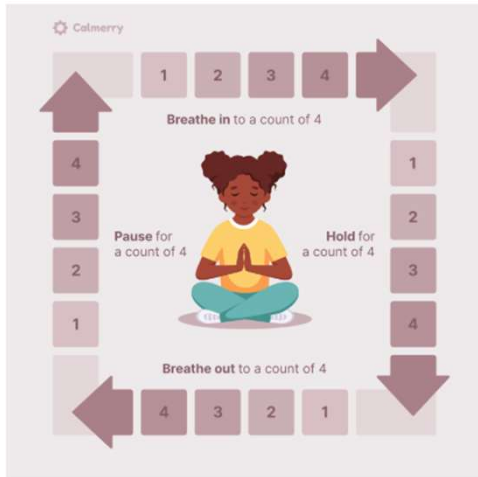 Calmerry
1 2 3 4
Breathe in to a count of 4
4
3
2
1
Pause for
a count of 4
Hold for
a count of 4
1
2
3
4
Breathe out to a count of 4
4 3 2 1